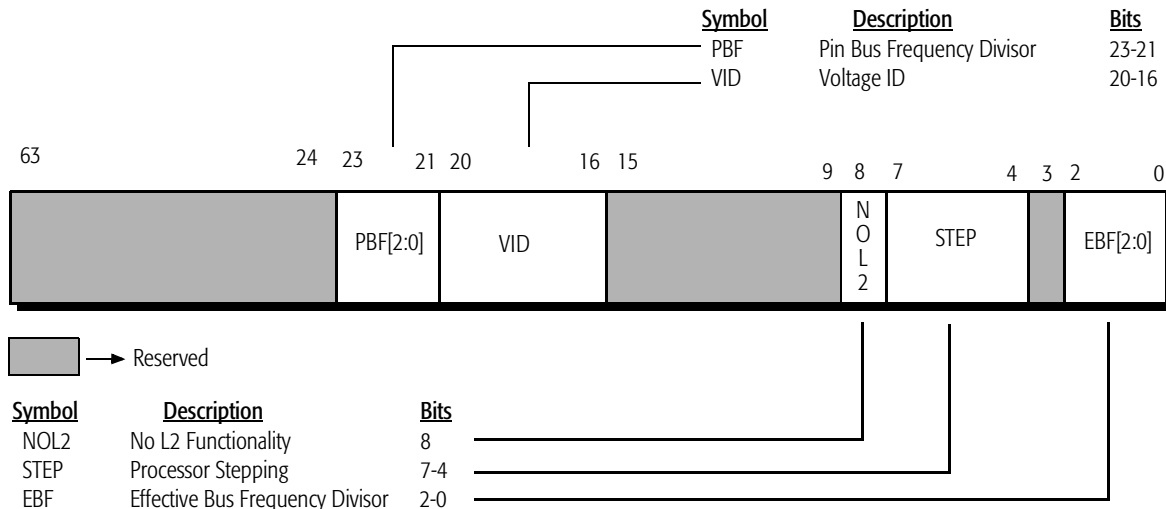 Symbol Description Bits
PBF Pin Bus Frequency Divisor 23-21
VID Voltage ID 20-16
63 24 23 21 20 16 15 9 8 7 4 3 2 0
PBF[2:0] VID N O L 2 STEP EBF[2:0]
Reserved
Symbol Description Bits
NOL2 No L2 Functionality 8
STEP Processor Stepping 7-4
EBF Effective Bus Frequency Divisor 2-0